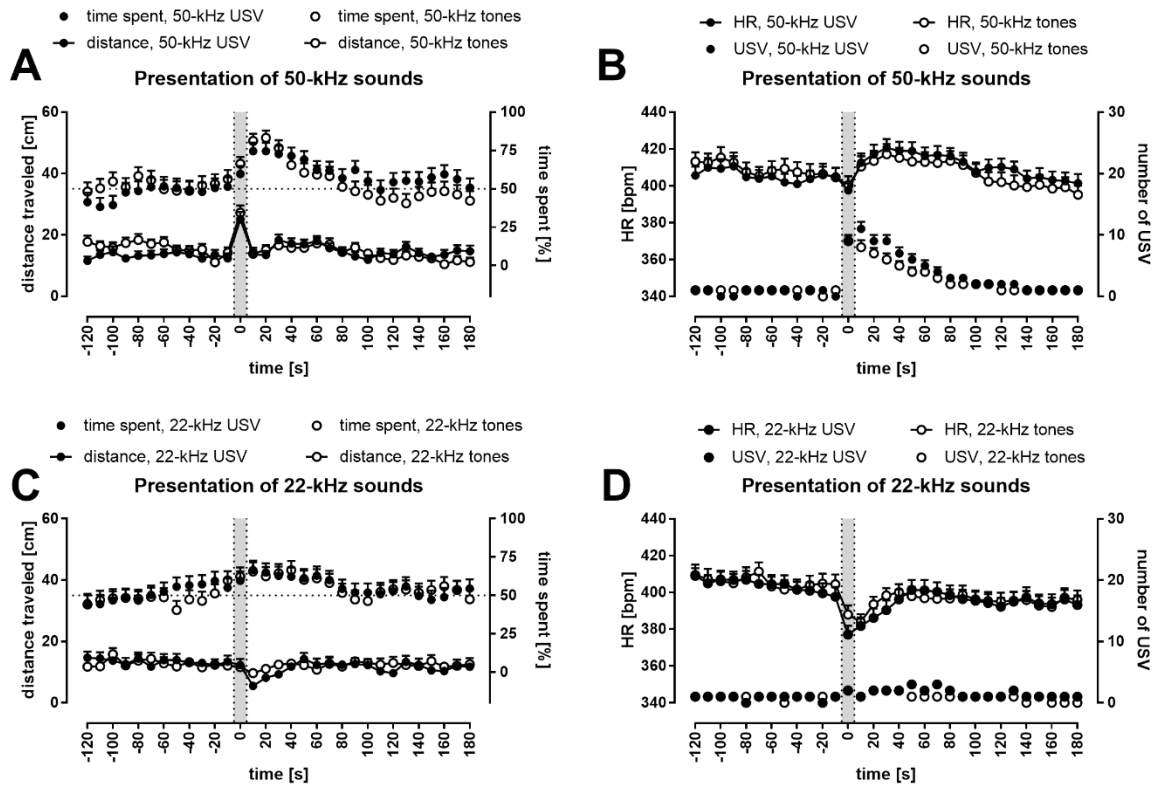 time spent, 50-kHz USV
time spent, 50-kHz tones
distance, 50-kHz USV
distance, 50-kHz tones
A
Presentation of 50-kHz sounds
distance traveled [cm]
60
40
20
0
100
75
50
25
0
time spent [%]
-120
-100
-80
-60
-40
-20
0
20
40
60
80
100
120
140
160
180
time [s]
HR, 50-kHz USV
HR, 50-kHz tones
USV, 50-kHz USV
USV, 50-kHz tones
B
Presentation of 50-kHz sounds
HR [bpm]
440
420
400
380
360
340
30
20
10
0
number of USV
-120
-100
-80
-60
-40
-20
0
20
40
60
80
100
120
140
160
180
time [s]
time spent, 22-kHz USV
time spent, 22-kHz tones
distance, 22-kHz USV
distance, 22-kHz tones
C
Presentation of 22-kHz sounds
distance traveled [cm]
60
40
20
0
100
75
50
25
0
time spent [%]
-120
-100
-80
-60
-40
-20
0
20
40
60
80
100
120
140
160
180
time [s]
HR, 22-kHz USV
HR, 22-kHz tones
USV, 22-kHz USV
USV, 22-kHz tones
D
Presentation of 22-kHz sounds
HR [bpm]
440
420
400
380
360
340
30
20
10
0
number of USV
-120
-100
-80
-60
-40
-20
0
20
40
60
80
100
120
140
160
180
time [s]